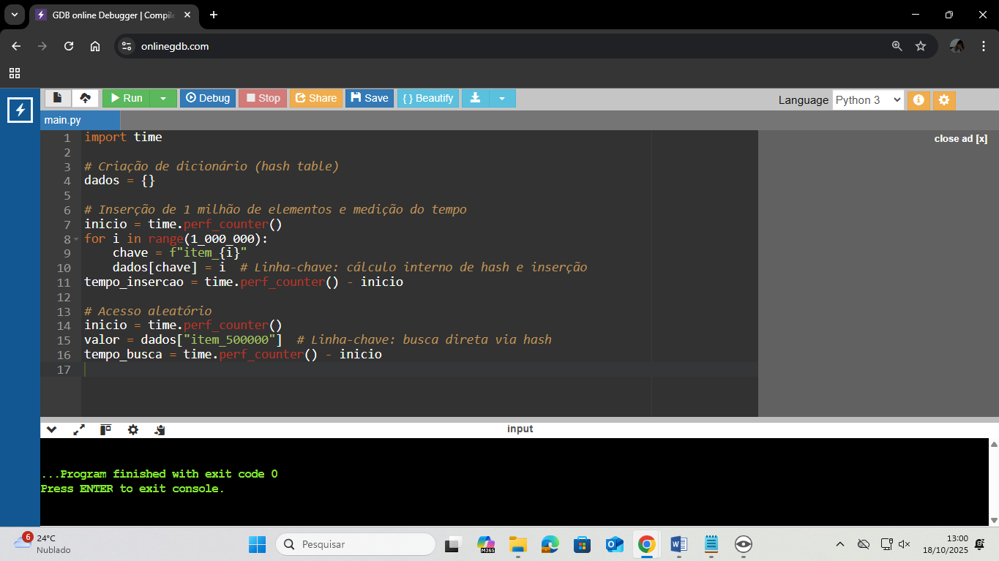 GDB online Debugger | Compile
onlinegdb.com
Run
Debug
Stop
Share
Save
{ } Beautify
Language
Python 3
main.py
close ad [x]
1 import time
2
3 # Criação de dicionário (hash table)
4 dados = {}
5
6 # Inserção de 1 milhão de elementos e medição do tempo
7 inicio = time.perf_counter()
8 for i in range(1_000_000):
9     chave = f"item_{i}"
10     dados[chave] = i  # Linha-chave: cálculo interno de hash e inserção
11 tempo_insercao = time.perf_counter() - inicio
12
13 # Acesso aleatório
14 inicio = time.perf_counter()
15 valor = dados["item_500000"]  # Linha-chave: busca direta via hash
16 tempo_busca = time.perf_counter() - inicio
17
input
...Program finished with exit code 0
Press ENTER to exit console.
6
24°C
Nublado
Pesquisar
M365
13:00
18/10/2025